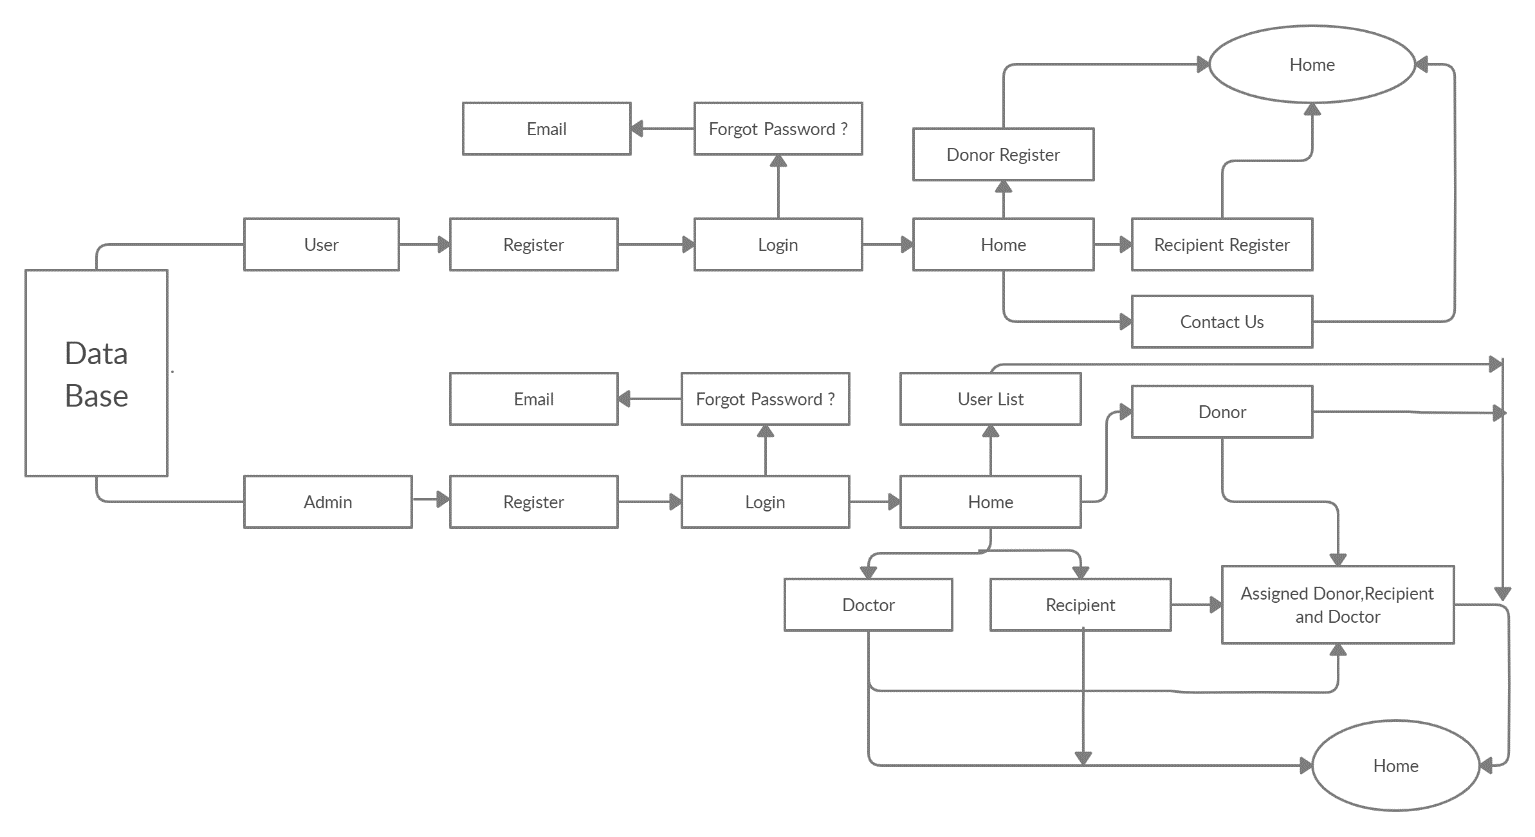 Home
Email
Forgot Password ?
Donor Register
User
Register
Login
Home
Recipient Register
Contact Us
Data
Base
Email
Forgot Password ?
User List
Donor
Admin
Register
Login
Home
Doctor
Recipient
Assigned Donor,Recipient
and Doctor
Home